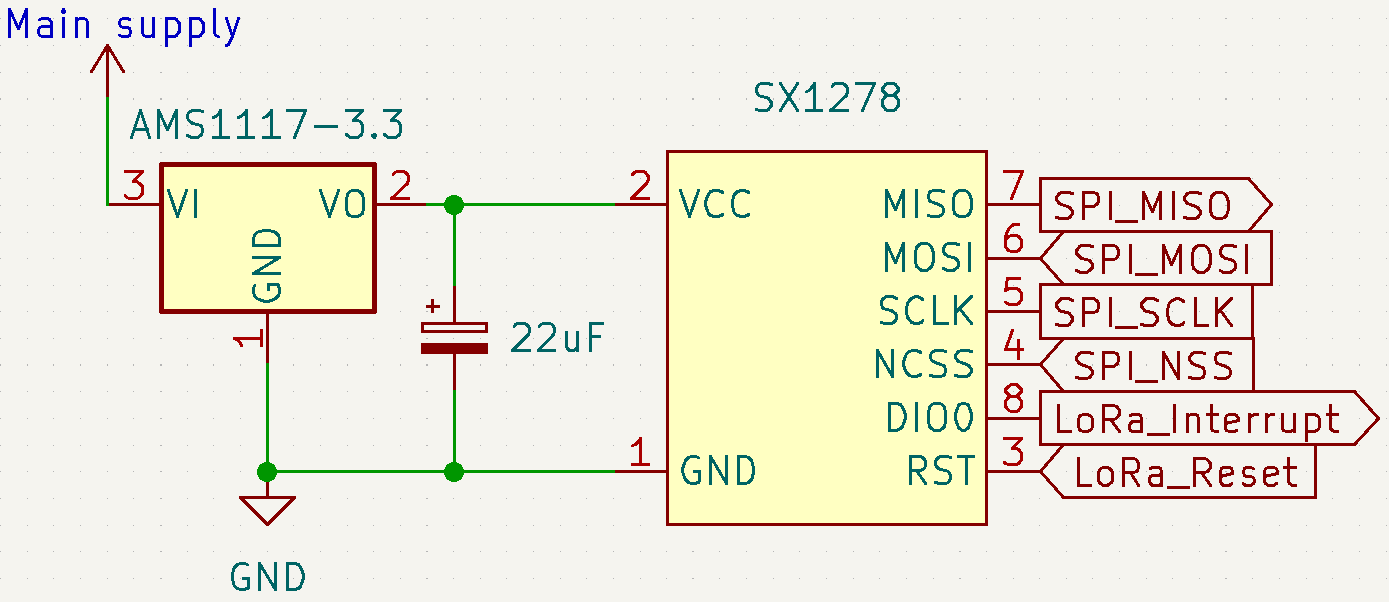 Main supply
AMS1117-3.3
3
VI
VO
2
GND
1
+
22uF
GND
SX1278
2
VCC
1
GND
MISO
7
SPI_MISO
MOSI
6
SPI_MOSI
SCLK
5
SPI_SCLK
NCSS
4
SPI_NSS
DIO0
8
LoRa_Interrupt
RST
3
LoRa_Reset